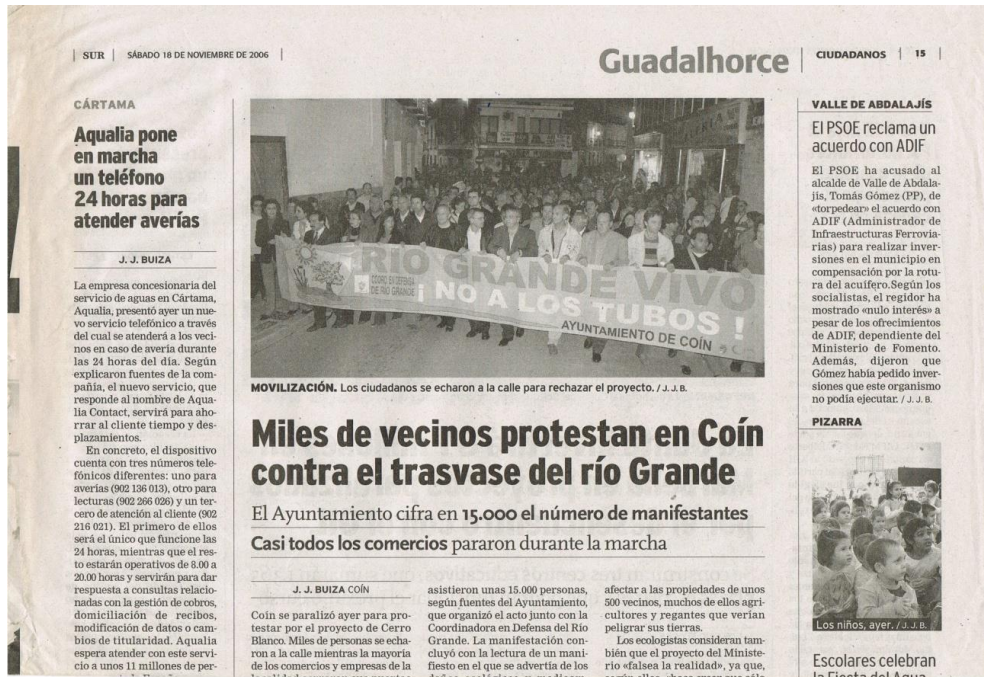 SUR
SÁBADO 18 DE NOVIEMBRE DE 2006
Guadalhorce
CIUDADANOS
15
CÁRTAMA
Aqualia pone
en marcha
un teléfono
24 horas para
atender averías
J. J. BUIZA
La empresa concesionaria del
servicio de aguas en Cártama,
Aqualia, presentó ayer un nue-
vo servicio telefónico a través
del cual se atenderá a los veci-
nos en caso de avería durante
las 24 horas del día. Según
explicaron fuentes de la com-
pañía, el nuevo servicio, que
responde al nombre de Aqua-
lia Contact, servirá para aho-
rrar al cliente tiempo y des-
plazamientos.
En concreto, el dispositivo
cuenta con tres números tele-
fónicos diferentes: uno para
averías (902 136 013), otro para
lecturas (902 266 026) y un ter-
cero de atención al cliente (902
216 021). El primero de ellos
será el único que funcione las
24 horas, mientras que el res-
to estarán operativos de 8.00 a
20.00 horas y servirán para dar
respuesta a consultas relacio-
nadas con la gestión de cobros,
domiciliación de recibos,
modificación de datos o cam-
bios de titularidad. Aqualia
espera atender con este servi-
cio a unos 11 millones de per-
RÍO GRANDE VIVO
COORD. EN DEFENSA
DE RÍO GRANDE
¡ NO A LOS TUBOS !
AYUNTAMIENTO DE COÍN
MOVILIZACIÓN. Los ciudadanos se echaron a la calle para rechazar el proyecto. / J. J. B.
Miles de vecinos protestan en Coín
contra el trasvase del río Grande
El Ayuntamiento cifra en 15.000 el número de manifestantes
Casi todos los comercios pararon durante la marcha
J. J. BUIZA COÍN
Coín se paralizó ayer para pro-
testar por el proyecto de Cerro
Blanco. Miles de personas se echa-
ron a la calle mientras la mayoría
de los comercios y empresas de la
asistieron unas 15.000 personas,
según fuentes del Ayuntamiento,
que organizó el acto junto con la
Coordinadora en Defensa del Río
Grande. La manifestación con-
cluyó con la lectura de un mani-
fiesto en el que se advertía de los
afectar a las propiedades de unos
500 vecinos, muchos de ellos agri-
cultores y regantes que verían
peligrar sus tierras.
Los ecologistas consideran tam-
bién que el proyecto del Ministe-
rio «falsea la realidad», ya que,
VALLE DE ABDALAJÍS
El PSOE reclama un
acuerdo con ADIF
El PSOE ha acusado al
alcalde de Valle de Abdala-
jís, Tomás Gómez (PP), de
«torpedear» el acuerdo con
ADIF (Administrador de
Infraestructuras Ferrovia-
rias) para realizar inver-
siones en el municipio en
compensación por la rotu-
ra del acuífero.Según los
socialistas, el regidor ha
mostrado «nulo interés» a
pesar de los ofrecimientos
de ADIF, dependiente del
Ministerio de Fomento.
Además, dijeron que
Gómez había pedido inver-
siones que este organismo
no podía ejecutar. / J. J. B.
PIZARRA
Los niños, ayer. / J. J. B.
Escolares celebran
la Fiesta del Agua